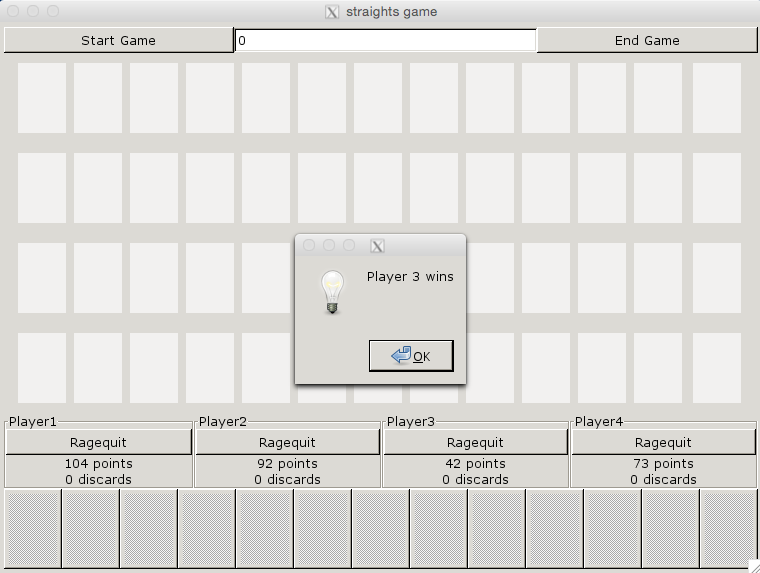 straights game
Start Game 0 End Game
Player 3 wins
OK
Player1 Player2 Player3 Player4
Ragequit Ragequit Ragequit Ragequit
104 points 92 points 42 points 73 points
0 discards 0 discards 0 discards 0 discards